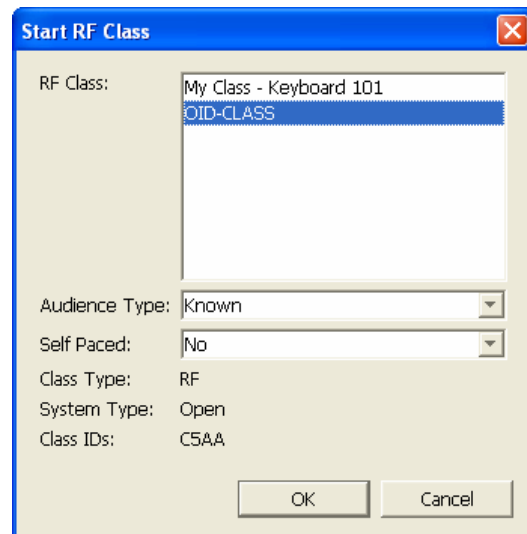 Start RF Class
RF Class:
My Class - Keyboard 101
OID-CLASS
Audience Type: Known
Self Paced: No
Class Type: RF
System Type: Open
Class IDs: C5AA
OK Cancel